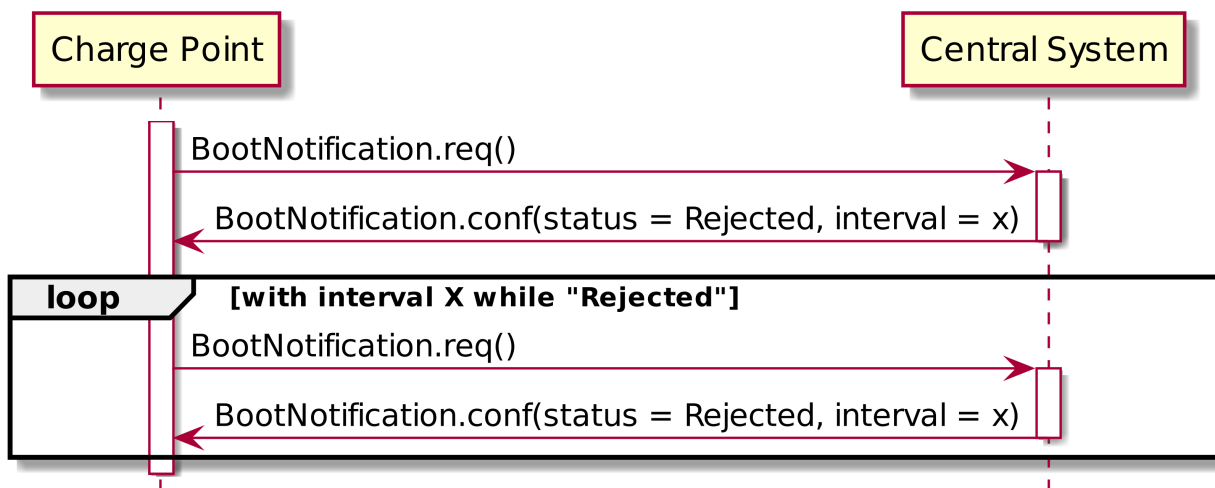 Charge Point
Central System
BootNotification.req()
BootNotification.conf(status = Rejected, interval = x)
loop
[with interval X while "Rejected"]
BootNotification.req()
BootNotification.conf(status = Rejected, interval = x)